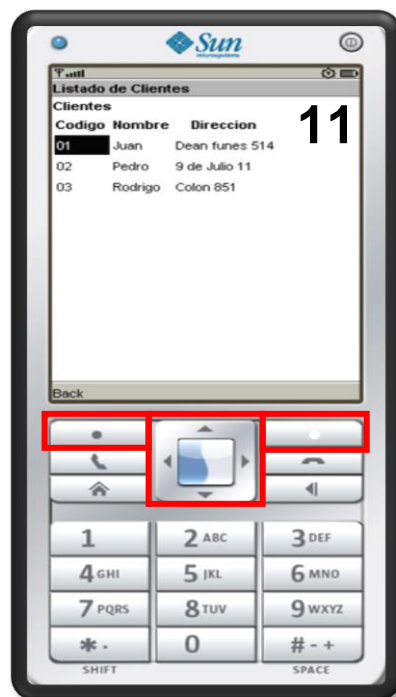 Sun
microsystems
Listado de Clientes
Clientes
11
Codigo Nombre Direccion
01 Juan Dean funes 514
02 Pedro 9 de Julio 11
03 Rodrigo Colon 851
Back
1 2 ABC 3 DEF
4 GHI 5 JKL 6 MNO
7 PQRS 8 TUV 9 WXYZ
* . 0 # - +
SHIFT SPACE